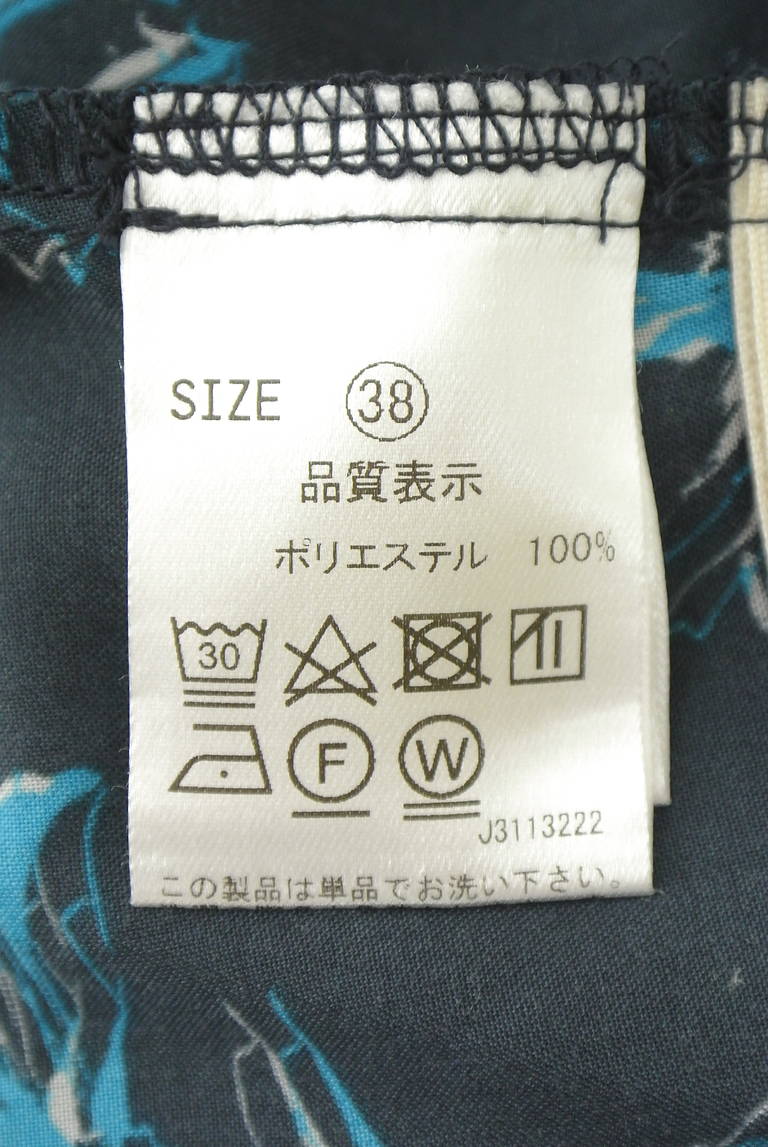 SIZE 38
品質表示
ポリエステル 100%
30
F W
J3113222
この製品は単品でお洗い下さい。